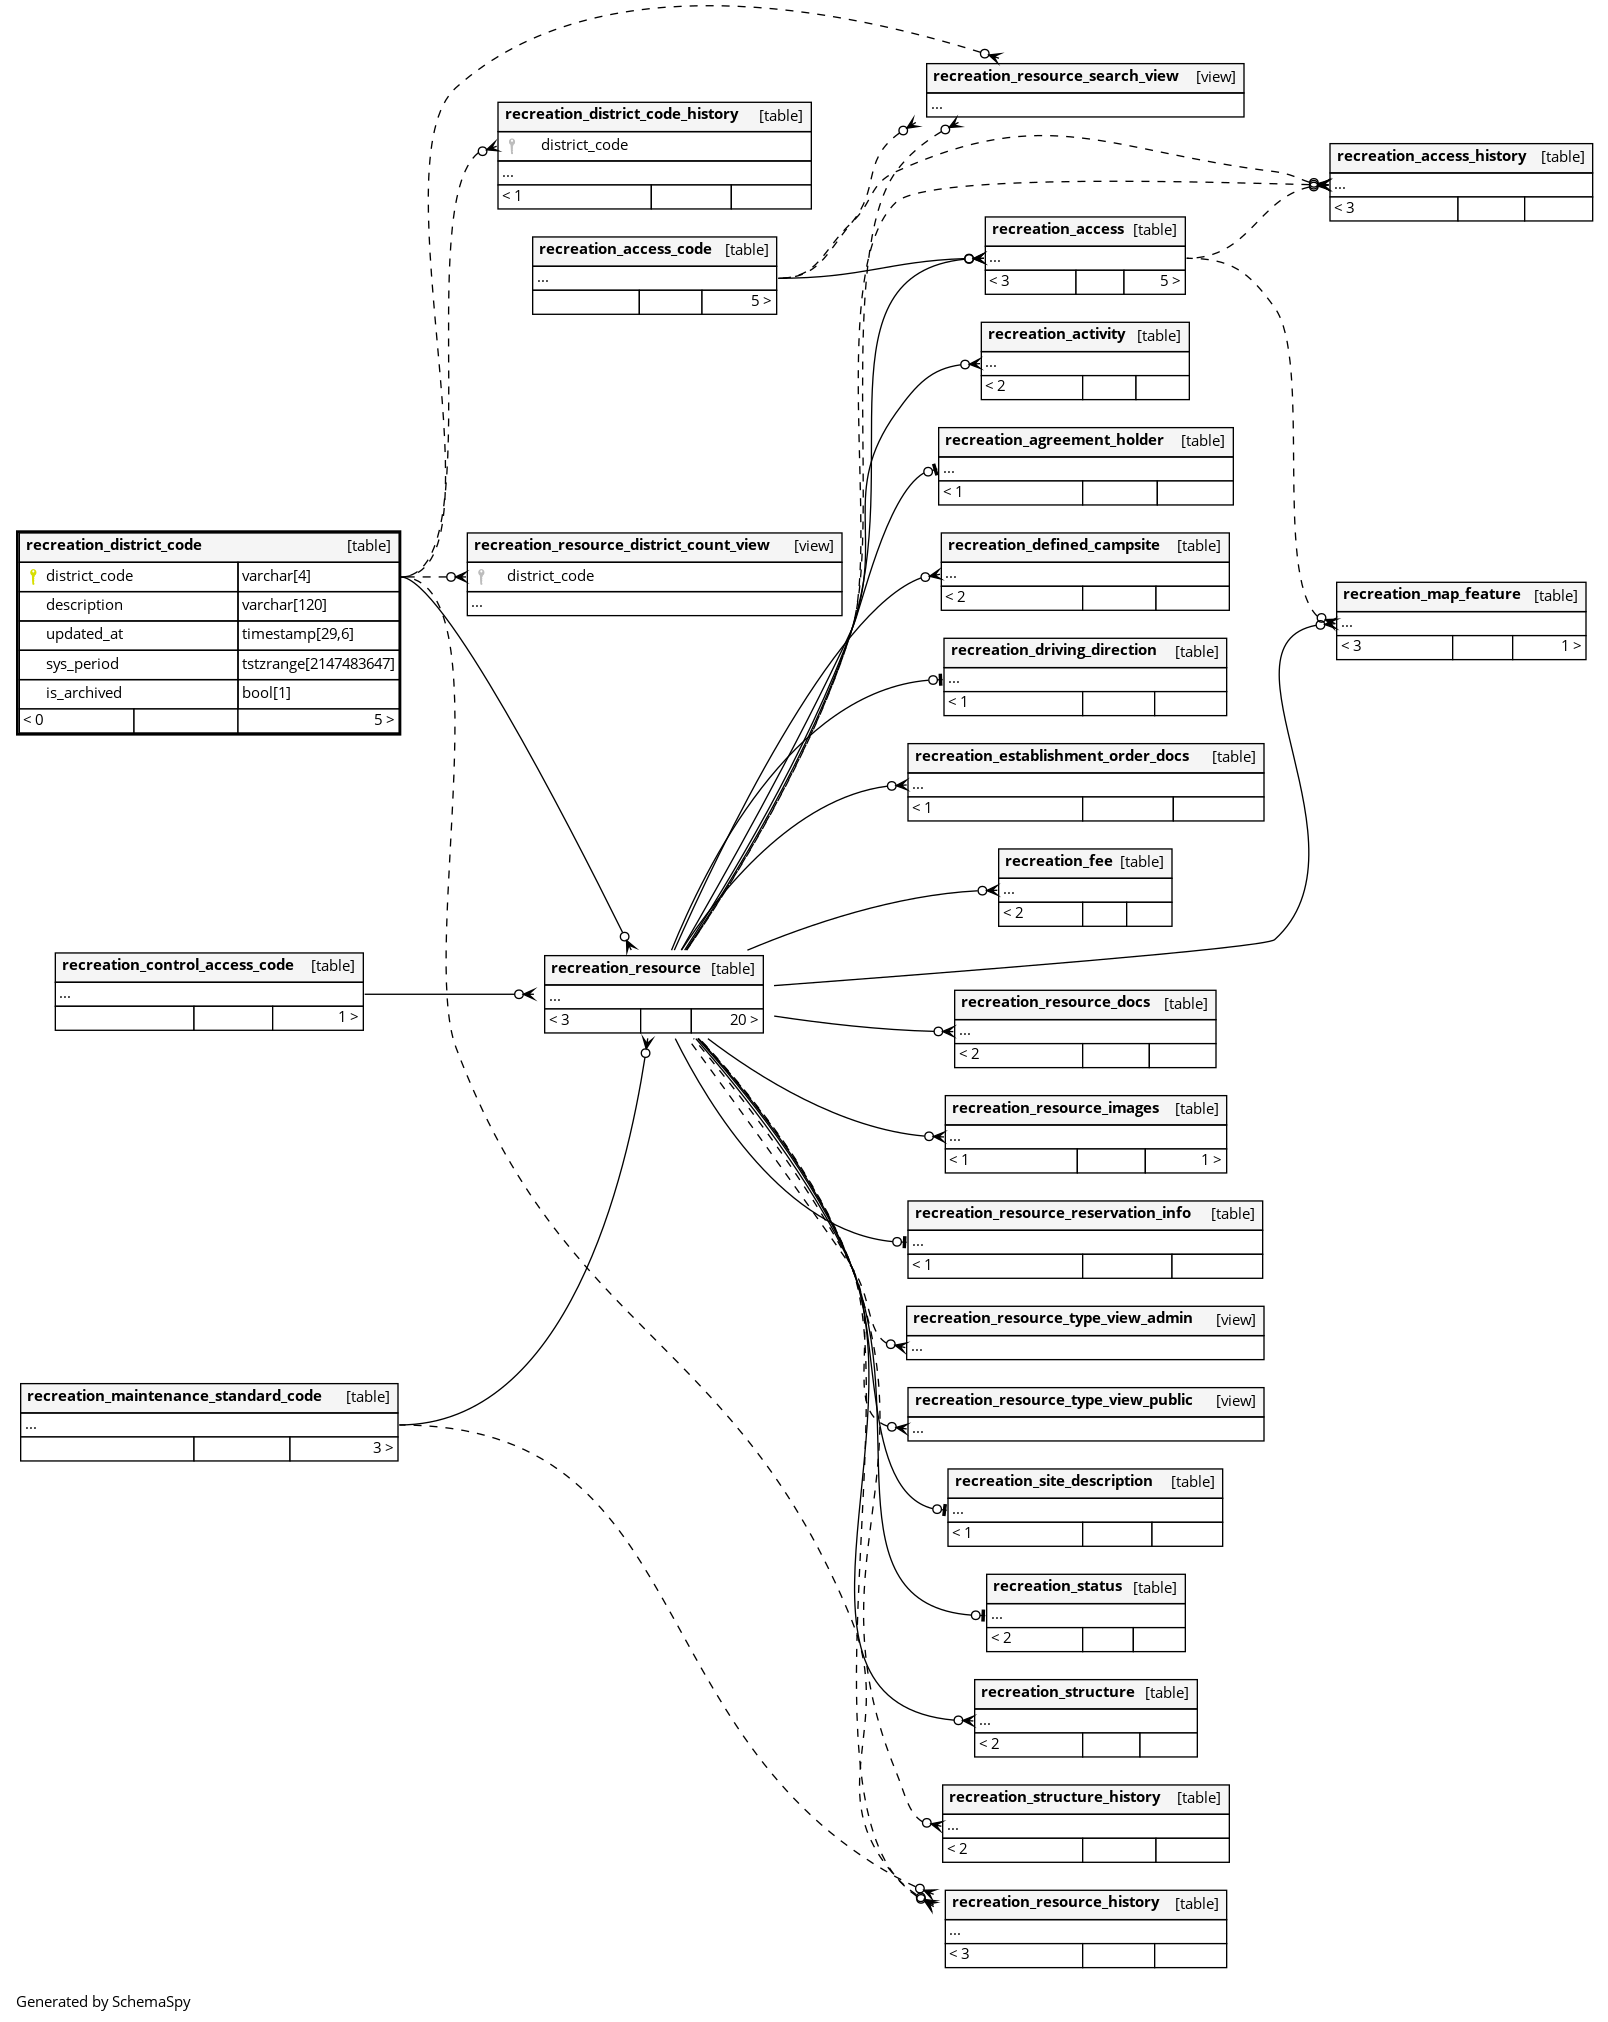 recreation_resource_search_view [view]
...
recreation_district_code_history [table]
district_code
...
< 1
recreation_access_history [table]
...
< 3
recreation_access_code [table]
...
5 >
recreation_access [table]
...
< 3 5 >
recreation_activity [table]
...
< 2
recreation_agreement_holder [table]
...
< 1
recreation_district_code [table]
district_code varchar[4]
description varchar[120]
updated_at timestamp[29,6]
sys_period tstzrange[2147483647]
is_archived bool[1]
< 0 5 >
recreation_resource_district_count_view [view]
district_code
...
recreation_defined_campsite [table]
...
< 2
recreation_map_feature [table]
...
< 3 1 >
recreation_driving_direction [table]
...
< 1
recreation_establishment_order_docs [table]
...
< 1
recreation_fee [table]
...
< 2
recreation_control_access_code [table]
...
1 >
recreation_resource [table]
...
< 3 20 >
recreation_resource_docs [table]
...
< 2
recreation_resource_images [table]
...
< 1 1 >
recreation_resource_reservation_info [table]
...
< 1
recreation_resource_type_view_admin [view]
...
recreation_maintenance_standard_code [table]
...
3 >
recreation_resource_type_view_public [view]
...
recreation_site_description [table]
...
< 1
recreation_status [table]
...
< 2
recreation_structure [table]
...
< 2
recreation_structure_history [table]
...
< 2
recreation_resource_history [table]
...
< 3
Generated by SchemaSpy